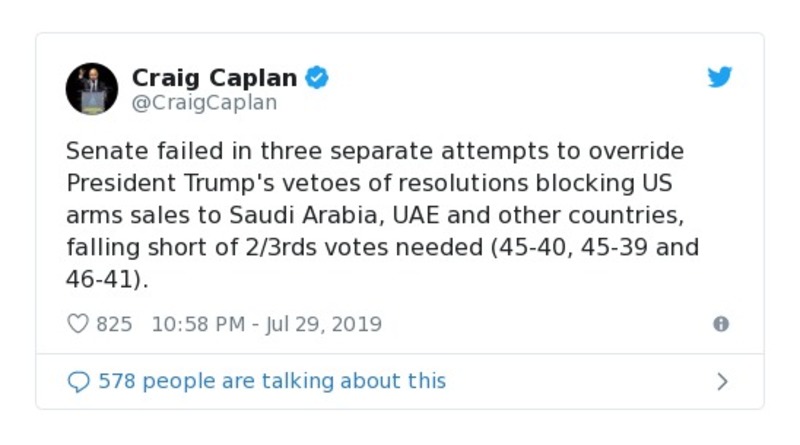 Craig Caplan
@CraigCaplan
Senate failed in three separate attempts to override
President Trump's vetoes of resolutions blocking US
arms sales to Saudi Arabia, UAE and other countries,
falling short of 2/3rds votes needed (45-40, 45-39 and
46-41).
825 10:58 PM - Jul 29, 2019
578 people are talking about this